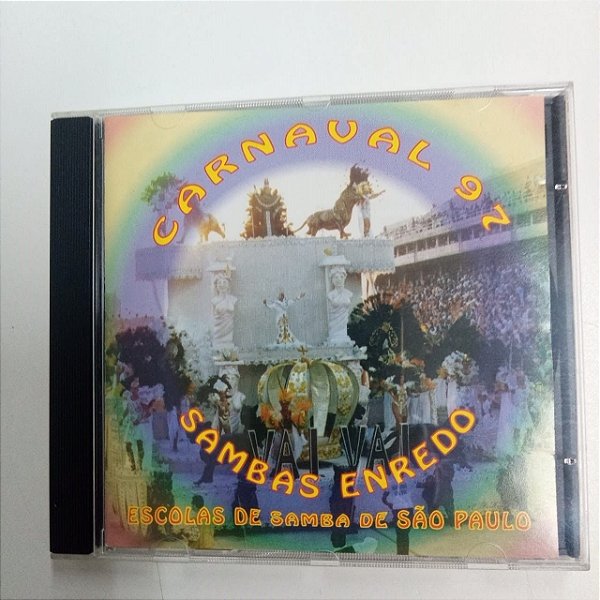 CARNAVAL 97
VAI VAI
SAMBAS ENREDO
ESCOLAS DE SAMBA DE SÃO PAULO